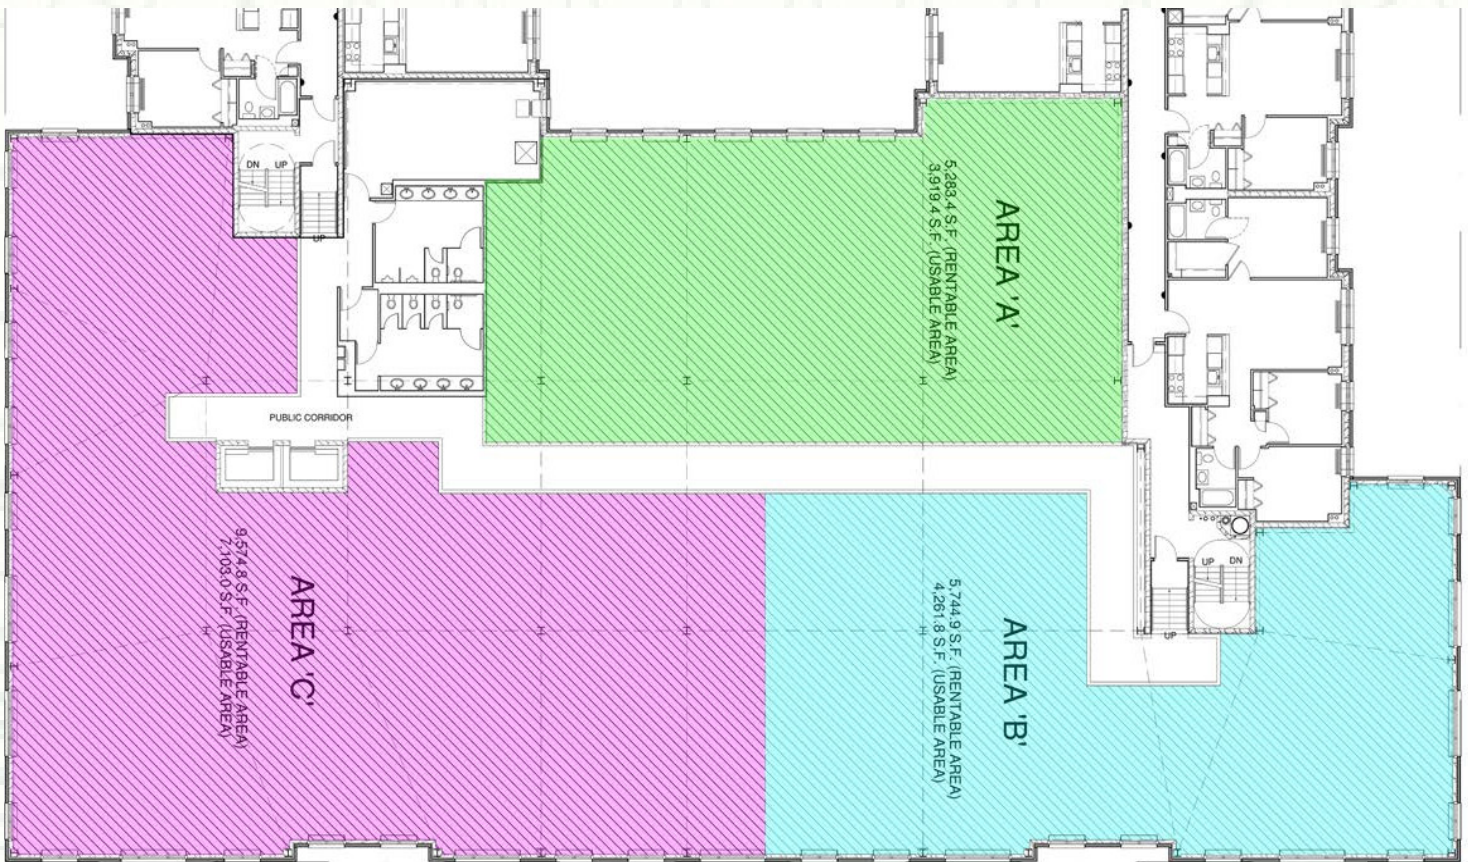 DN UP
UP
AREA 'A'
5,283.4 S.F. (RENTABLE AREA)
3,919.4 S.F. (USABLE AREA)
PUBLIC CORRIDOR
AREA 'C'
9,574.8 S.F. (RENTABLE AREA)
7,103.0 S.F. (USABLE AREA)
AREA 'B'
5,744.9 S.F. (RENTABLE AREA)
4,261.8 S.F. (USABLE AREA)
UP DN
UP